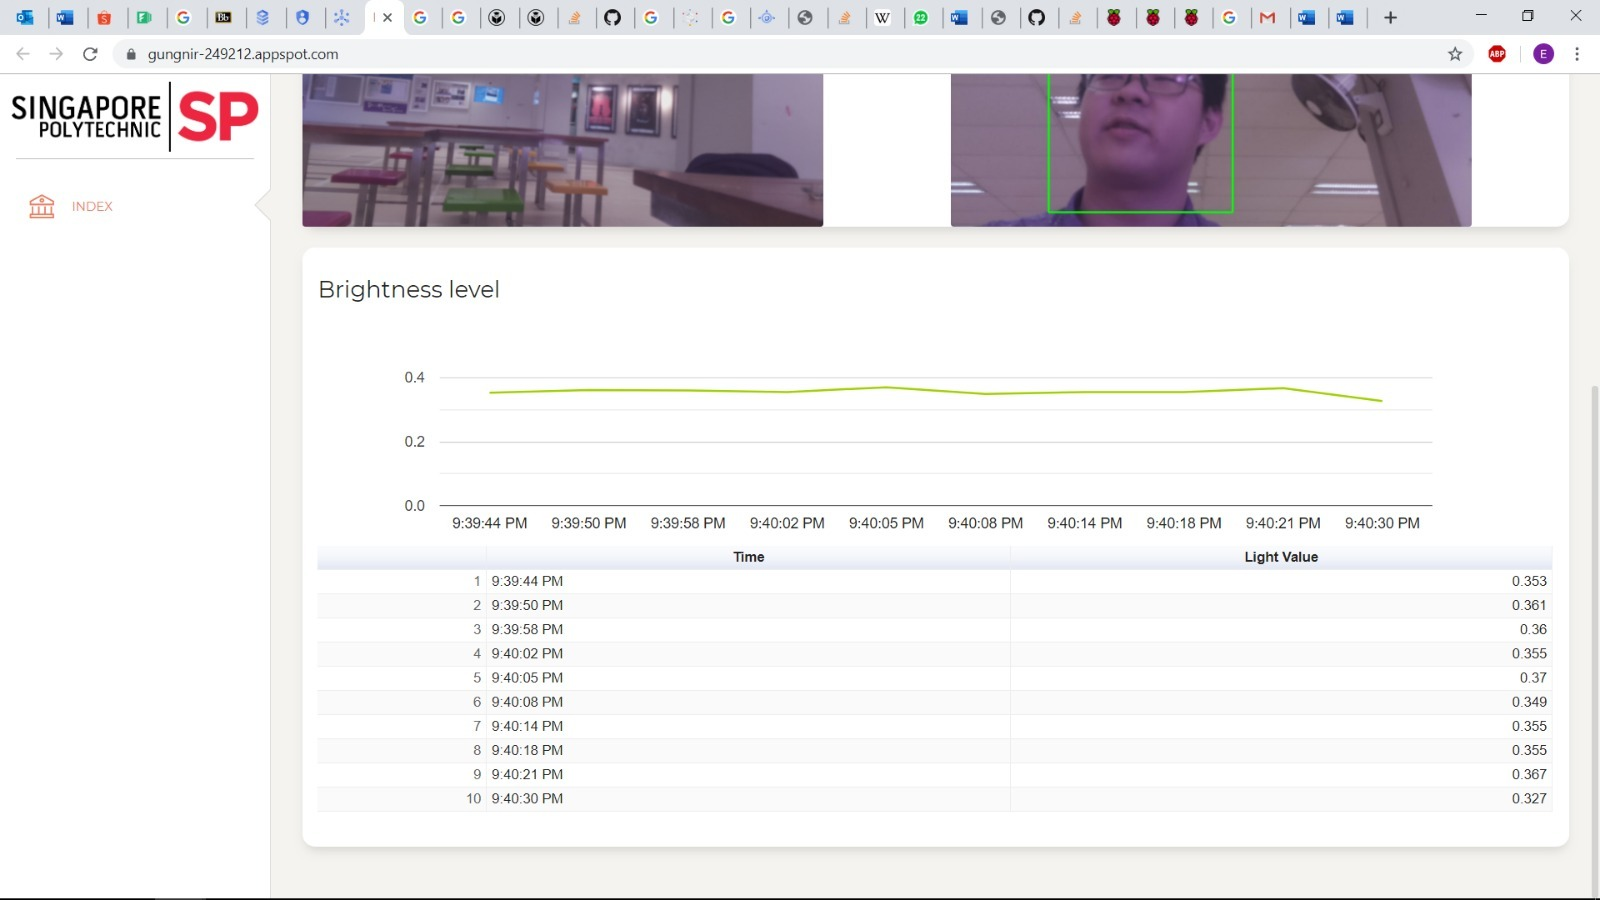 gungnir-249212.appspot.com
ABP
E
Bb
W
22
SINGAPORE
POLYTECHNIC
SP
INDEX
Brightness level
0.4
0.2
0.0
9:39:44 PM 9:39:50 PM 9:39:58 PM 9:40:02 PM 9:40:05 PM 9:40:08 PM 9:40:14 PM 9:40:18 PM 9:40:21 PM 9:40:30 PM
Time Light Value
1 9:39:44 PM 0.353
2 9:39:50 PM 0.361
3 9:39:58 PM 0.36
4 9:40:02 PM 0.355
5 9:40:05 PM 0.37
6 9:40:08 PM 0.349
7 9:40:14 PM 0.355
8 9:40:18 PM 0.355
9 9:40:21 PM 0.367
10 9:40:30 PM 0.327